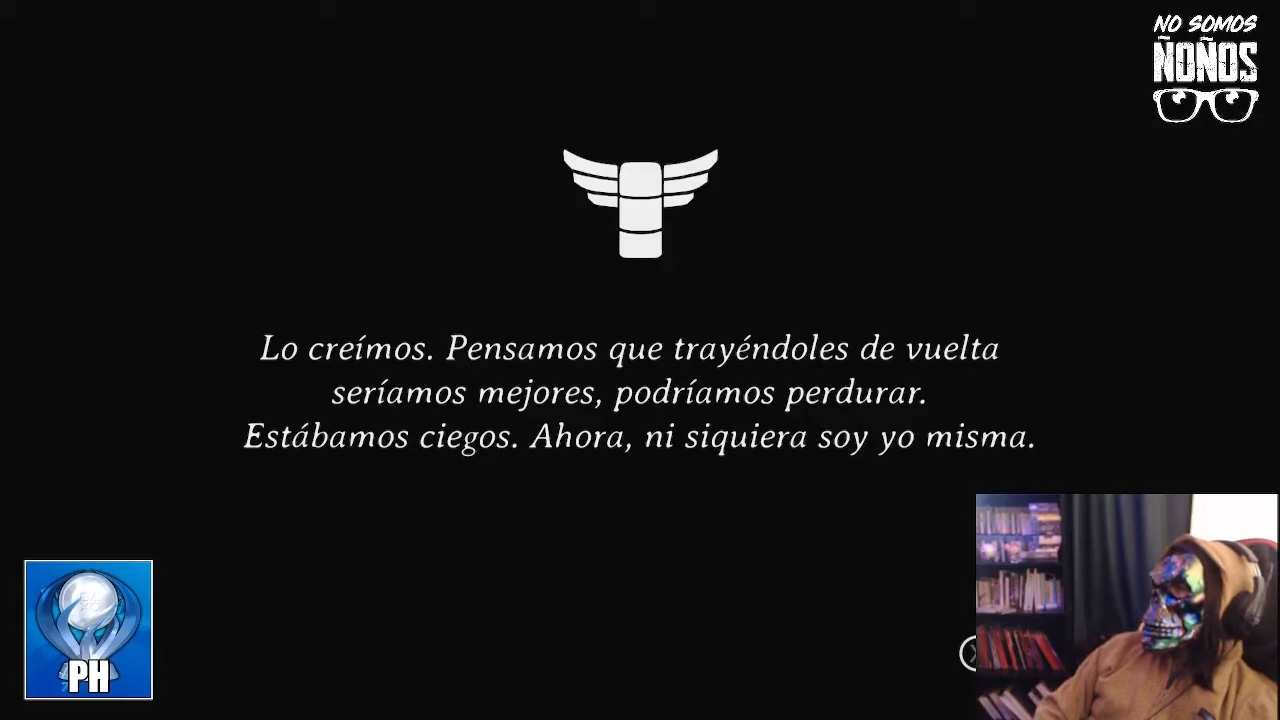 NO SOMOS
ÑOÑOS
Lo creímos. Pensamos que trayéndoles de vuelta
seríamos mejores, podríamos perdurar.
Estábamos ciegos. Ahora, ni siquiera soy yo misma.
PH